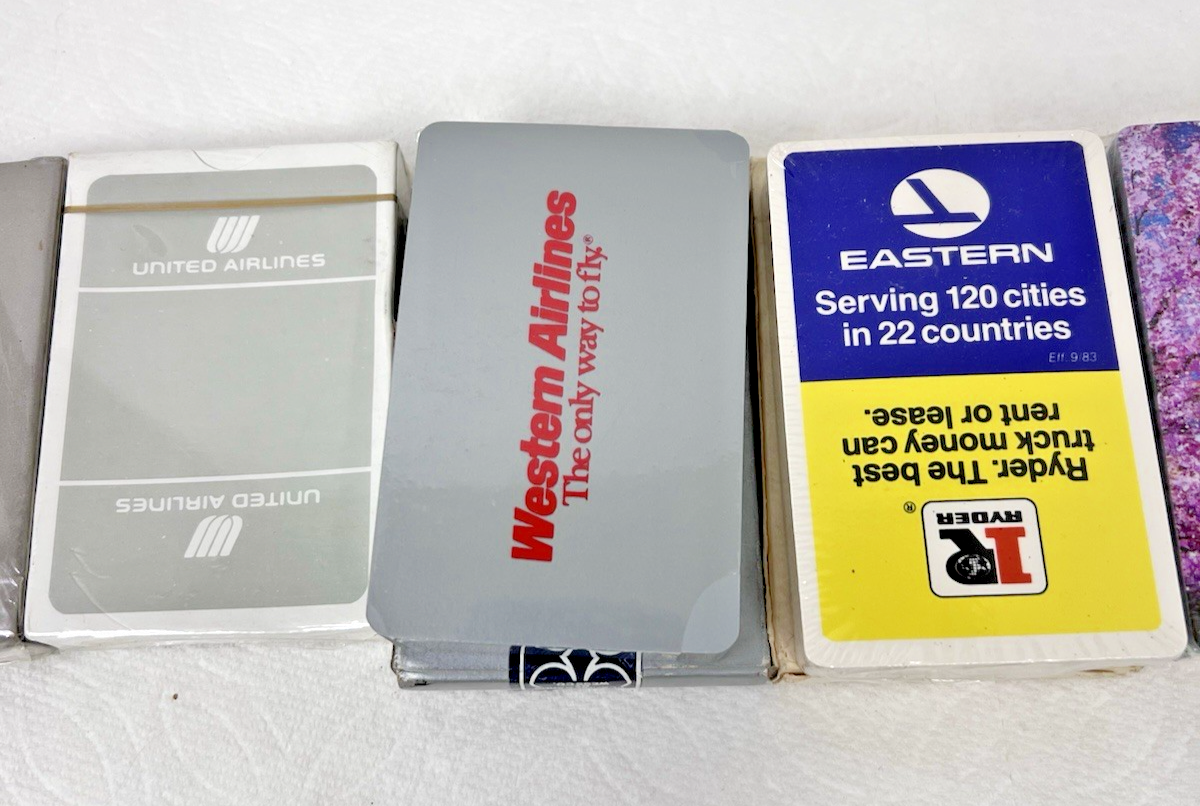 UNITED AIRLINES
UNITED AIRLINES
Western Airlines
The only way to fly.®
EASTERN
Serving 120 cities
in 22 countries
Eff. 9/83
Ryder. The best
truck money can
rent or lease.
RYDER
®